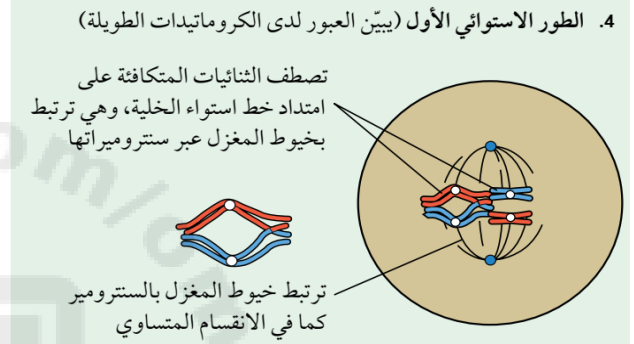 4. الطور الاستوائي الأول (يبيّن العبور لدى الكروماتيدات الطويلة)
تصطف الثنائيات المتكافئة على
امتداد خط استواء الخلية، وهي ترتبط
بخيوط المغزل عبر سنتروميراتها
ترتبط خيوط المغزل بالسنترومير
كما في الانقسام المتساوي